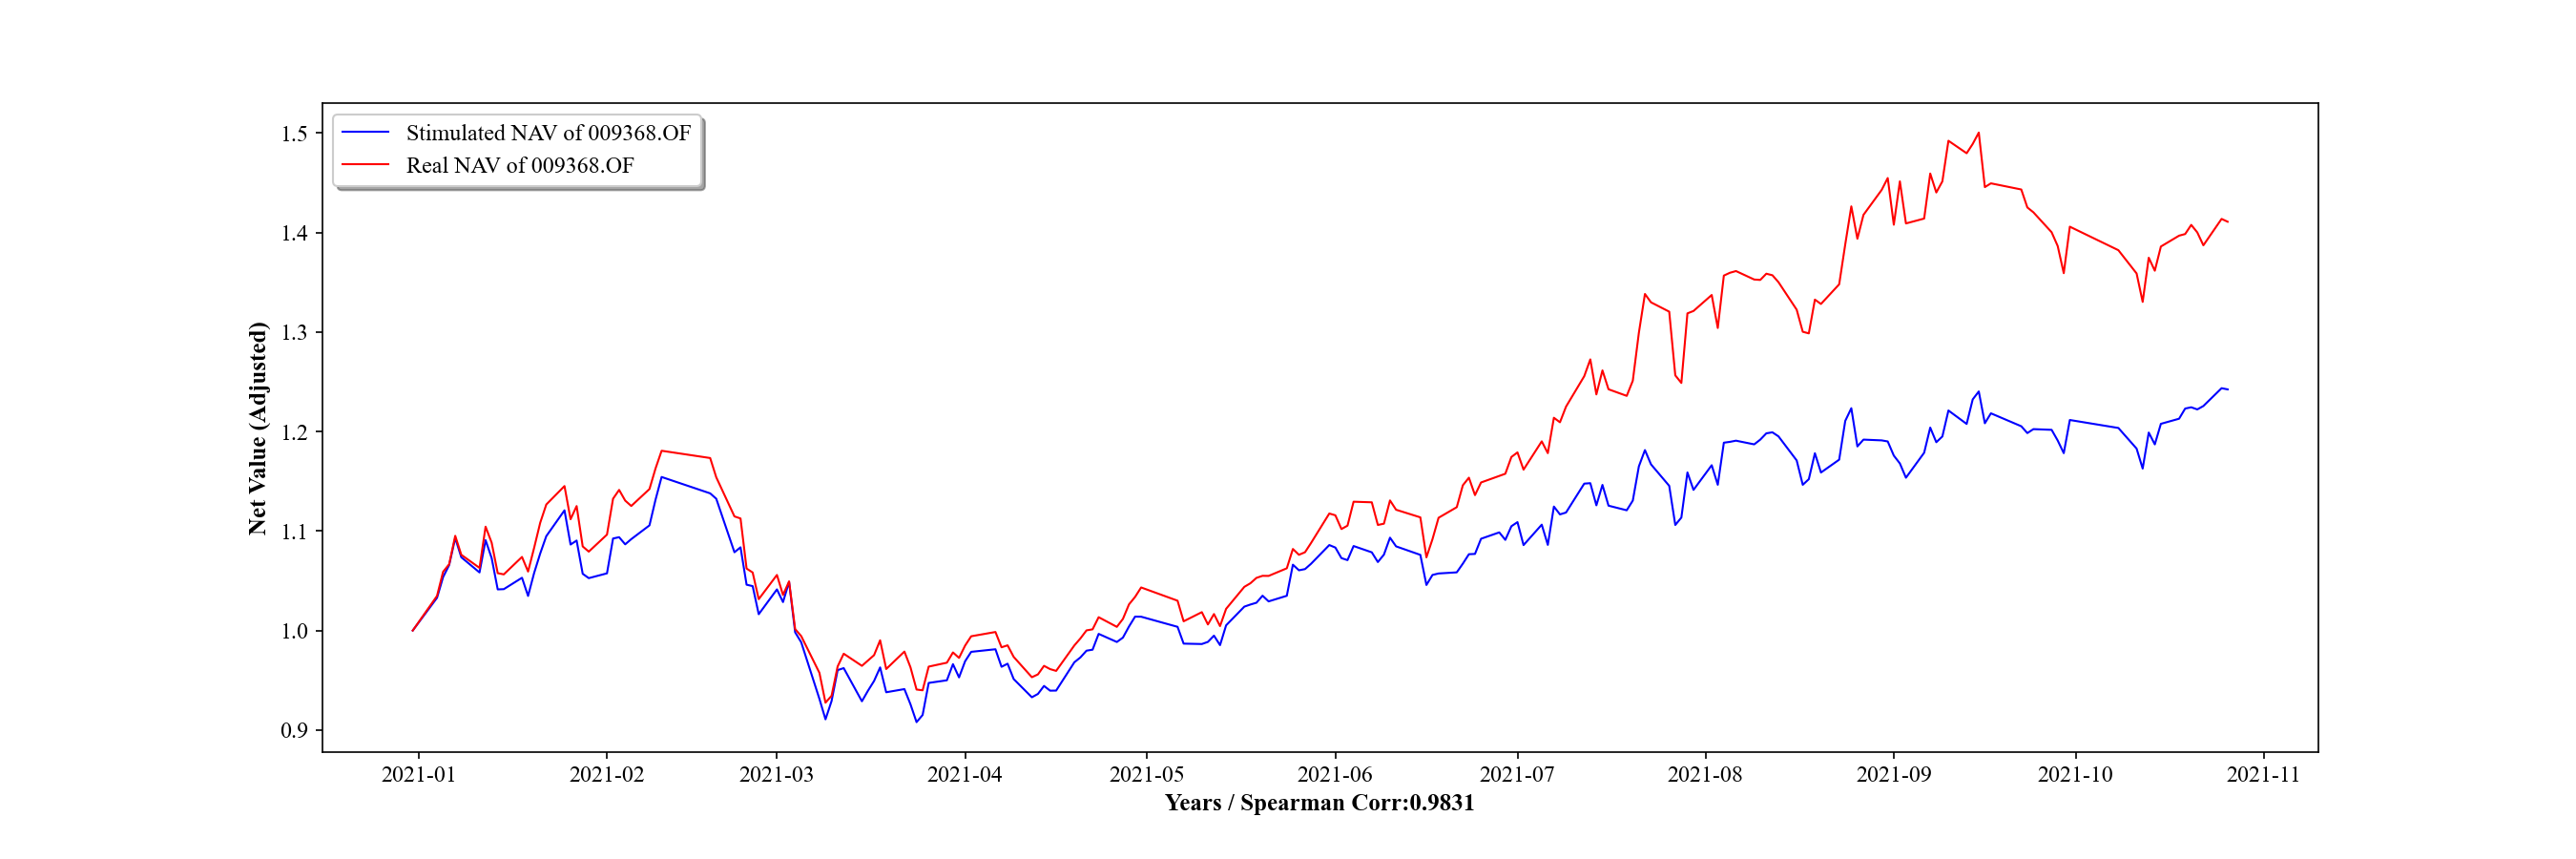 Stimulated NAV of 009368.OF
Real NAV of 009368.OF
1.5
1.4
1.3
1.2
1.1
1.0
0.9
Net Value (Adjusted)
2021-01 2021-02 2021-03 2021-04 2021-05 2021-06 2021-07 2021-08 2021-09 2021-10 2021-11
Years / Spearman Corr:0.9831